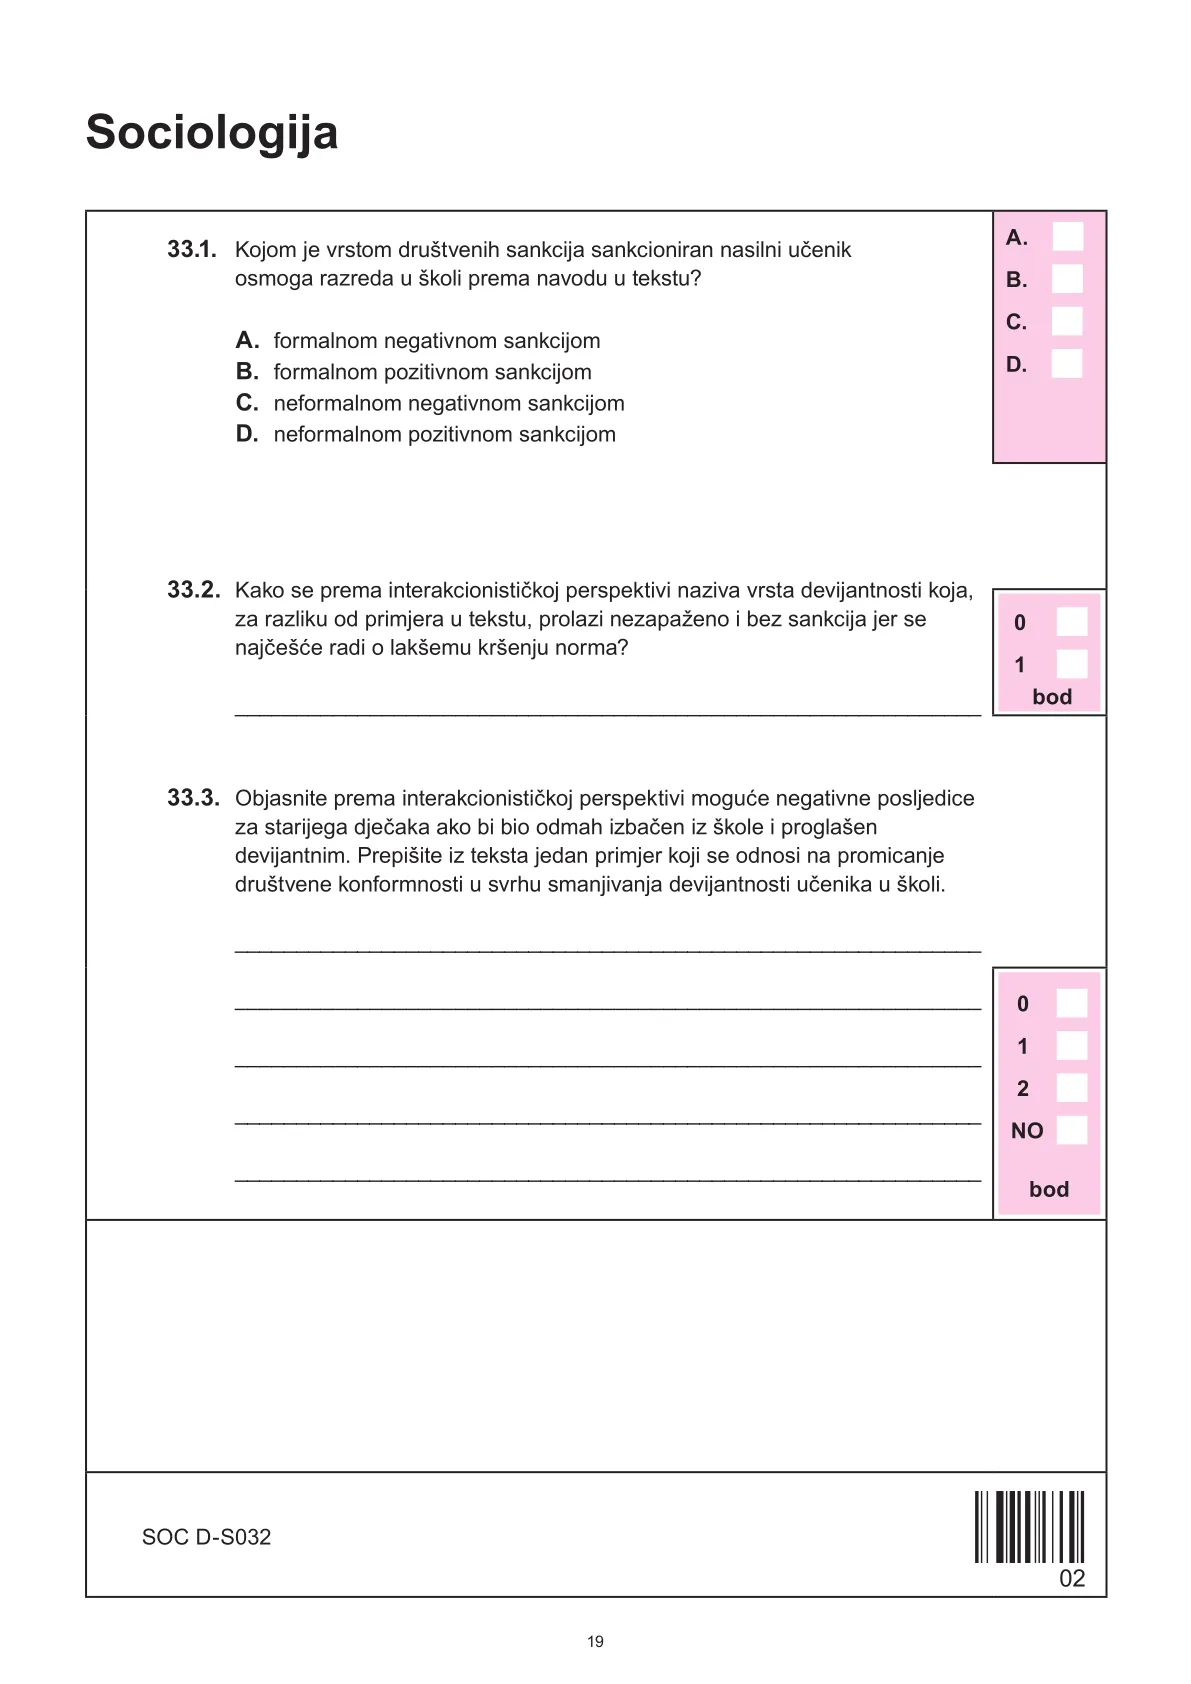 Sociologija
33.1. Kojom je vrstom društvenih sankcija sankcioniran nasilni učenik
osmoga razreda u školi prema navodu u tekstu?
A. formalnom negativnom sankcijom
B. formalnom pozitivnom sankcijom
C. neformalnom negativnom sankcijom
D. neformalnom pozitivnom sankcijom
A.
B.
C.
D.
33.2. Kako se prema interakcionističkoj perspektivi naziva vrsta devijantnosti koja,
za razliku od primjera u tekstu, prolazi nezapaženo i bez sankcija jer se
najčešće radi o lakšemu kršenju norma?
0
1
bod
33.3. Objasnite prema interakcionističkoj perspektivi moguće negativne posljedice
za starijega dječaka ako bi bio odmah izbačen iz škole i proglašen
devijantnim. Prepišite iz teksta jedan primjer koji se odnosi na promicanje
društvene konformnosti u svrhu smanjivanja devijantnosti učenika u školi.
0
1
2
NO
bod
SOC D-S032
02
19